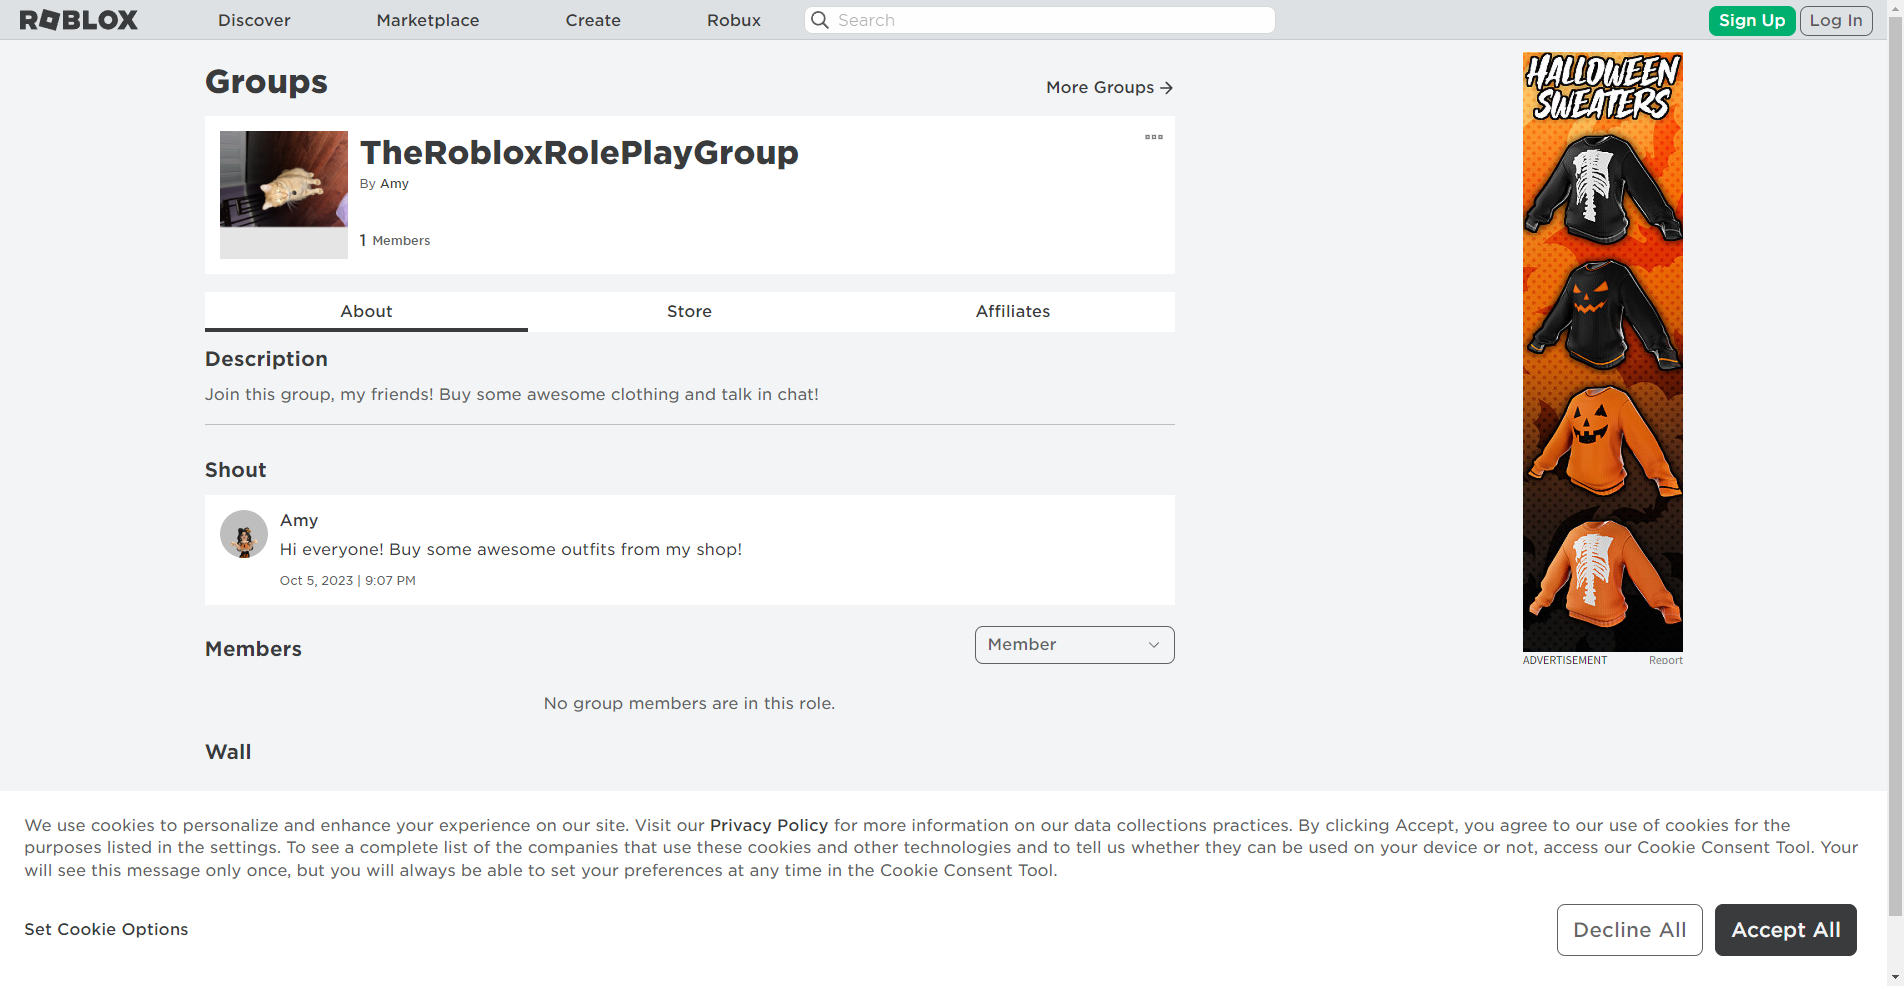 ROBLOX
Discover
Marketplace
Create
Robux
Search
Sign Up
Log In
Groups
More Groups
TheRobloxRolePlayGroup
By Amy
1 Members
About
Store
Affiliates
Description
Join this group, my friends! Buy some awesome clothing and talk in chat!
Shout
Amy
Hi everyone! Buy some awesome outfits from my shop!
Oct 5, 2023 | 9:07 PM
Members
Member
No group members are in this role.
Wall
HALLOWEEN
SWEATERS
ADVERTISEMENT
Report
We use cookies to personalize and enhance your experience on our site. Visit our Privacy Policy for more information on our data collections practices. By clicking Accept, you agree to our use of cookies for the
purposes listed in the settings. To see a complete list of the companies that use these cookies and other technologies and to tell us whether they can be used on your device or not, access our Cookie Consent Tool. Your
will see this message only once, but you will always be able to set your preferences at any time in the Cookie Consent Tool.
Set Cookie Options
Decline All
Accept All